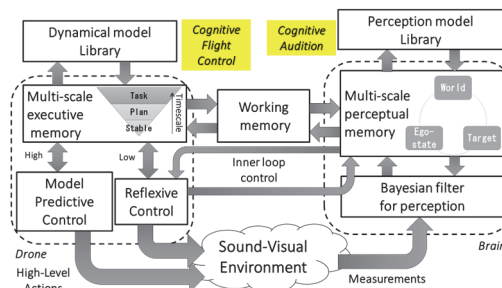 Dynamical model
Library
Cognitive
Flight
Control
Cognitive
Audition
Perception model
Library
Multi-scale
executive
memory
Task
Plan
Stable
Timescale
Working
memory
Multi-scale
perceptual
memory
World
Ego-
state
Target
High
Low
Inner loop
control
Model
Predictive
Control
Reflexive
Control
Bayesian filter
for perception
Drone
High-Level
Actions
Sound-Visual
Environment
Measurements
Brain